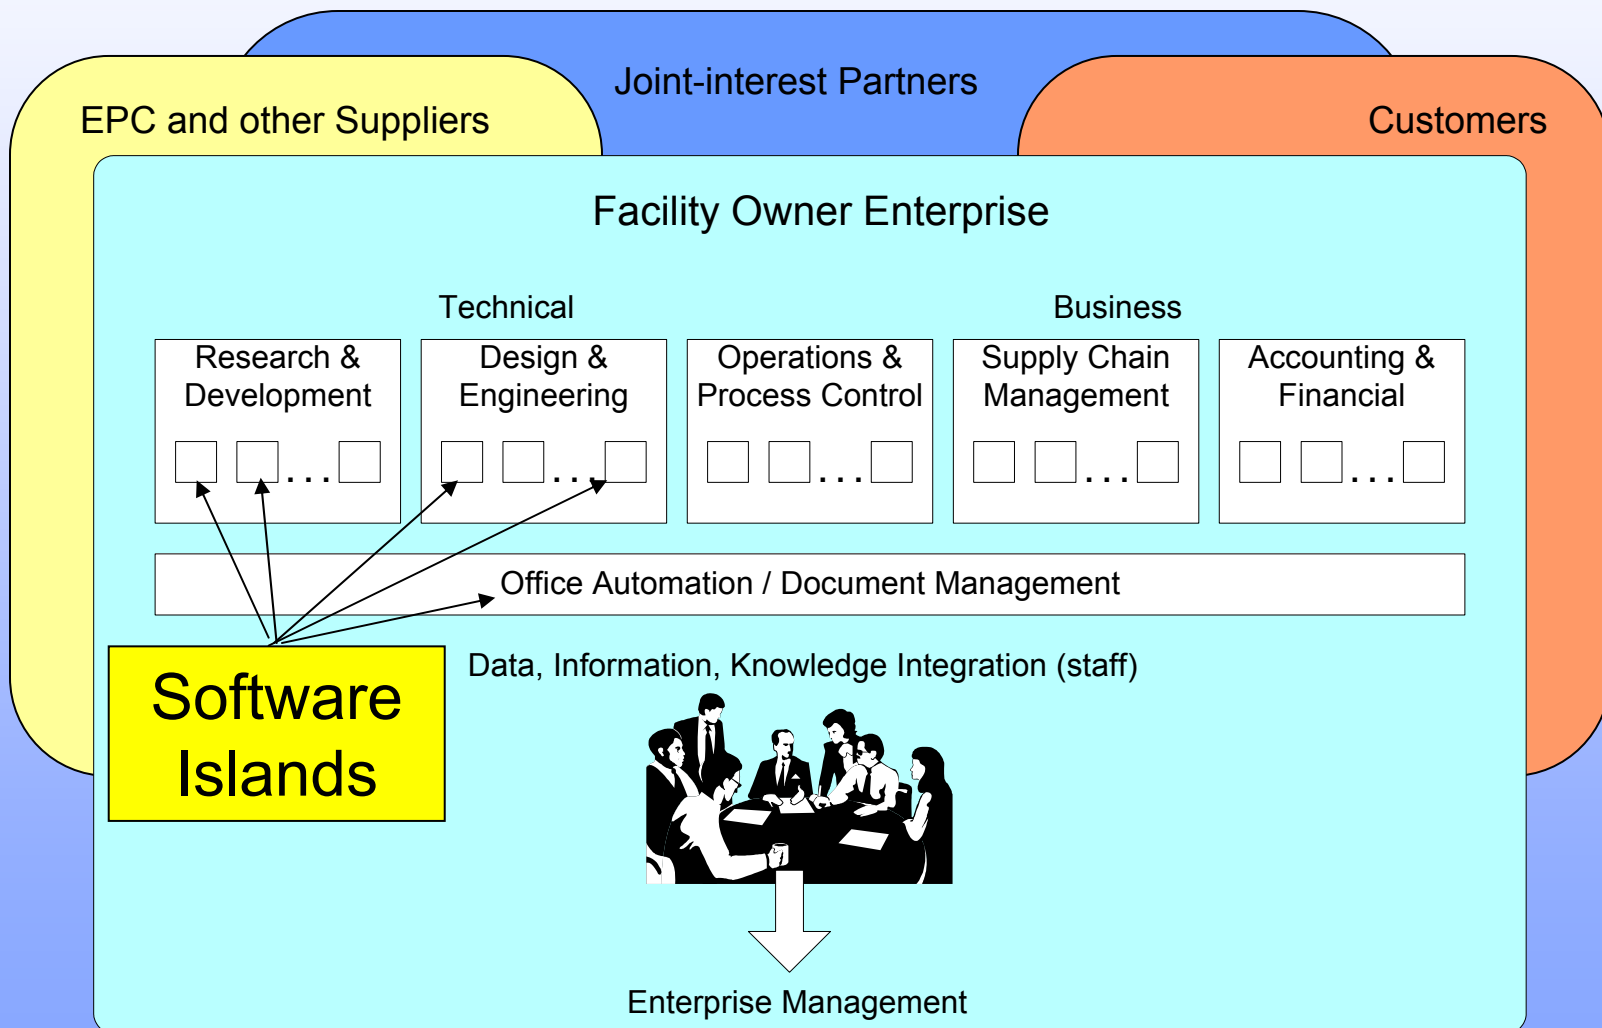 Joint-interest Partners
EPC and other Suppliers
Customers
Facility Owner Enterprise
Technical
Business
Research &
Development
. . .
Design &
Engineering
. . .
Operations &
Process Control
. . .
Supply Chain
Management
. . .
Accounting &
Financial
. . .
Office Automation / Document Management
Software
Islands
Data, Information, Knowledge Integration (staff)
Enterprise Management